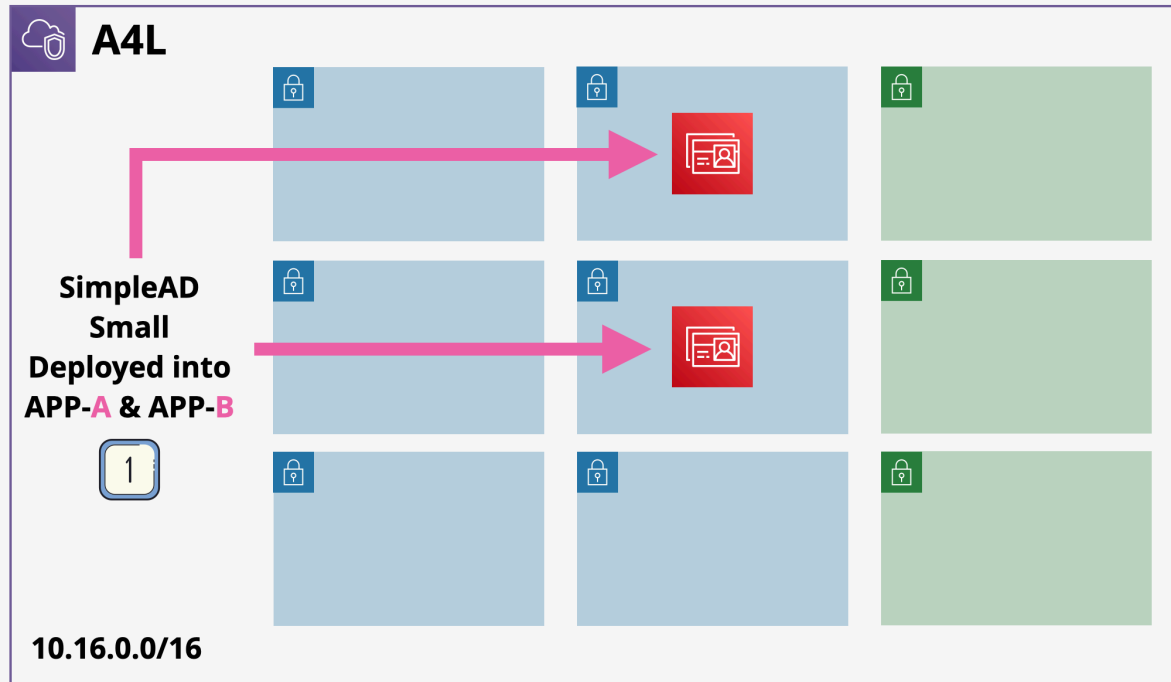 A4L
SimpleAD
Small
Deployed into
APP-A & APP-B
1
10.16.0.0/16